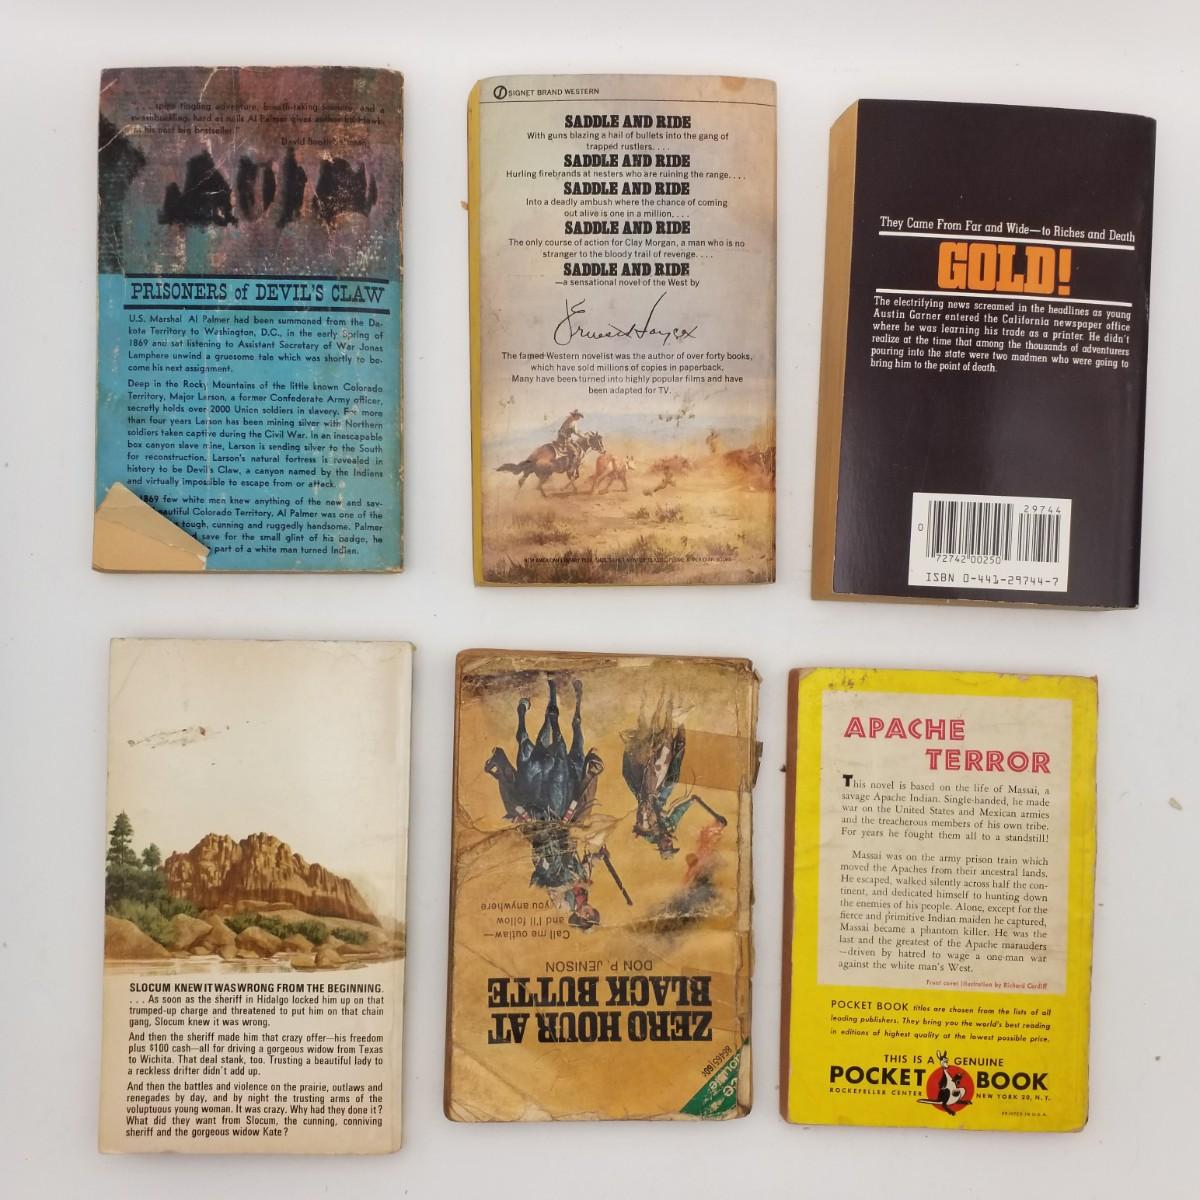 ". . . spine tingling adventure, breath-taking scenery, and a
swashbuckling, hard as nails Al Palmer gives author
his next big bestseller."
David
PRISONERS of DEVIL'S CLAW
U.S. Marshal Al Palmer had been summoned from the Da-
kota Territory to Washington, D.C., in the early Spring of
1869 and sat listening to Assistant Secretary of War Jonas
Lamphere unwind a gruesome tale which was shortly to be-
come his next assignment.
Deep in the Rocky Mountains of the little known Colorado
Territory, Major Larson, a former Confederate Army officer,
secretly holds over 2000 Union soldiers in slavery. For more
than four years Larson has been mining silver with Northern
soldiers taken captive during the Civil War. In an inescapable
box canyon slave mine, Larson is sending silver to the South
for reconstruction. Larson's natural fortress is revealed in
history to be Devil's Claw, a canyon named by the Indians
and virtually impossible to escape from or attack.
1869 few white men knew anything of the new and sav-
autiful Colorado Territory. Al Palmer was one of the
tough, cunning and ruggedly handsome. Palmer
save for the small glint of his badge, he
part of a white man turned Indian.
SIGNET BRAND WESTERN
SADDLE AND RIDE
With guns blazing a hail of bullets into the gang of
trapped rustlers. . . .
SADDLE AND RIDE
Hurling firebrands at nesters who are ruining the range. . . .
SADDLE AND RIDE
Into a deadly ambush where the chance of coming
out alive is one in a million. . . .
SADDLE AND RIDE
The only course of action for Clay Morgan, a man who is no
stranger to the bloody trail of revenge. . . .
SADDLE AND RIDE
—a sensational novel of the West by
Ernest Haycox
The famed Western novelist was the author of over forty books,
which have sold millions of copies in paperback.
Many have been turned into highly popular films and have
been adapted for TV.
They Came From Far and Wide—to Riches and Death
GOLD!
The electrifying news screamed in the headlines as young
Austin Garner entered the California newspaper office
where he was learning his trade as a printer. He didn't
realize at the time that among the thousands of adventurers
pouring into the state were two madmen who were going to
bring him to the point of death.
29744
0
72742 00250
ISBN 0-441-29744-7
SLOCUM KNEW IT WAS WRONG FROM THE BEGINNING.
. . . As soon as the sheriff in Hidalgo locked him up on that
trumped-up charge and threatened to put him on that chain
gang, Slocum knew it was wrong.
And then the sheriff made him that crazy offer—his freedom
plus $100 cash—all for driving a gorgeous widow from Texas
to Wichita. That deal stank, too. Trusting a beautiful lady to
a reckless drifter didn't add up.
And then the battles and violence on the prairie, outlaws and
renegades by day, and by night the trusting arms of the
voluptuous young woman. It was crazy. Why had they done it?
What did they want from Slocum, the cunning, conniving
sheriff and the gorgeous widow Kate?
ZERO HOUR AT
BLACK BUTTE
DON P. JENISON
Call me outlaw—
and I'll follow
you anywhere
APACHE
TERROR
This novel is based on the life of Massai, a
savage Apache Indian. Single-handed, he made
war on the United States and Mexican armies
and the treacherous members of his own tribe.
For years he fought them all to a standstill!
Massai was on the army prison train which
moved the Apaches from their ancestral lands.
He escaped, walked silently across half the con-
tinent, and dedicated himself to hunting down
the enemies of his people. Alone, except for the
fierce and primitive Indian maiden he captured,
Massai became a phantom killer. He was the
last and the greatest of the Apache marauders
—driven by hatred to wage a one-man war
against the white man's West.
Front cover illustration by Richard Cardiff
POCKET BOOK titles are chosen from the lists of all
leading publishers. They bring you the world's best reading
in editions of highest quality at the lowest possible price.
THIS IS A GENUINE
POCKET BOOK
ROCKEFELLER CENTER NEW YORK 20, N. Y.
PRINTED IN U.S.A.